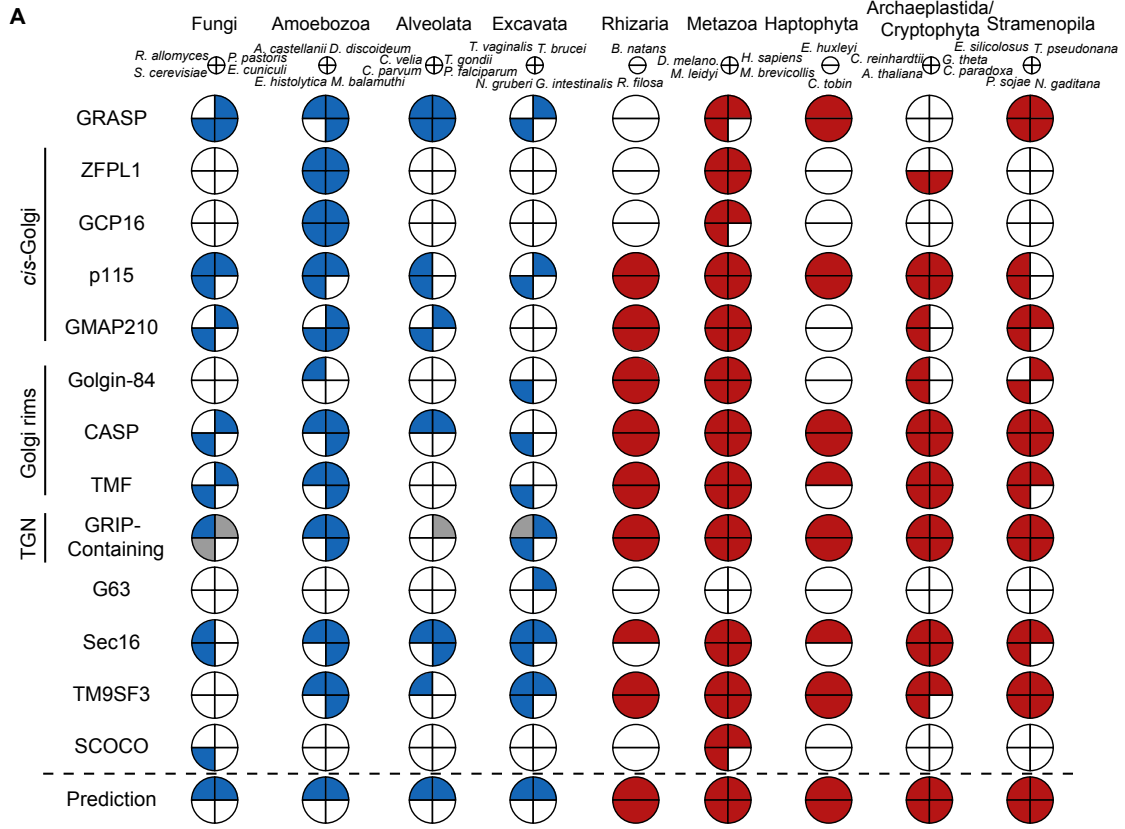 A
Fungi Amoebozoa Alveolata Excavata Rhizaria Metazoa Haptophyta Archaeplastida/ Stramenopila
Cryptophyta
R. allomyces P. pastoris A. castellanii D. discoideum C. velia T. gondii T. vaginalis T. brucei B. natans D. melano. H. sapiens E. huxleyi C. reinhardtii G. theta E. silicolosus T. pseudonana
S. cerevisiae E. cuniculi E. histolytica M. balamuthi C. parvum P. falciparum N. gruberi G. intestinalis R. filosa M. leidyi M. brevicollis C. tobin A. thaliana C. paradoxa P. sojae N. gaditana
GRASP
cis-Golgi
ZFPL1
GCP16
p115
GMAP210
Golgi rims
Golgin-84
CASP
TMF
TGN
GRIP-
Containing
G63
Sec16
TM9SF3
SCOCO
Prediction